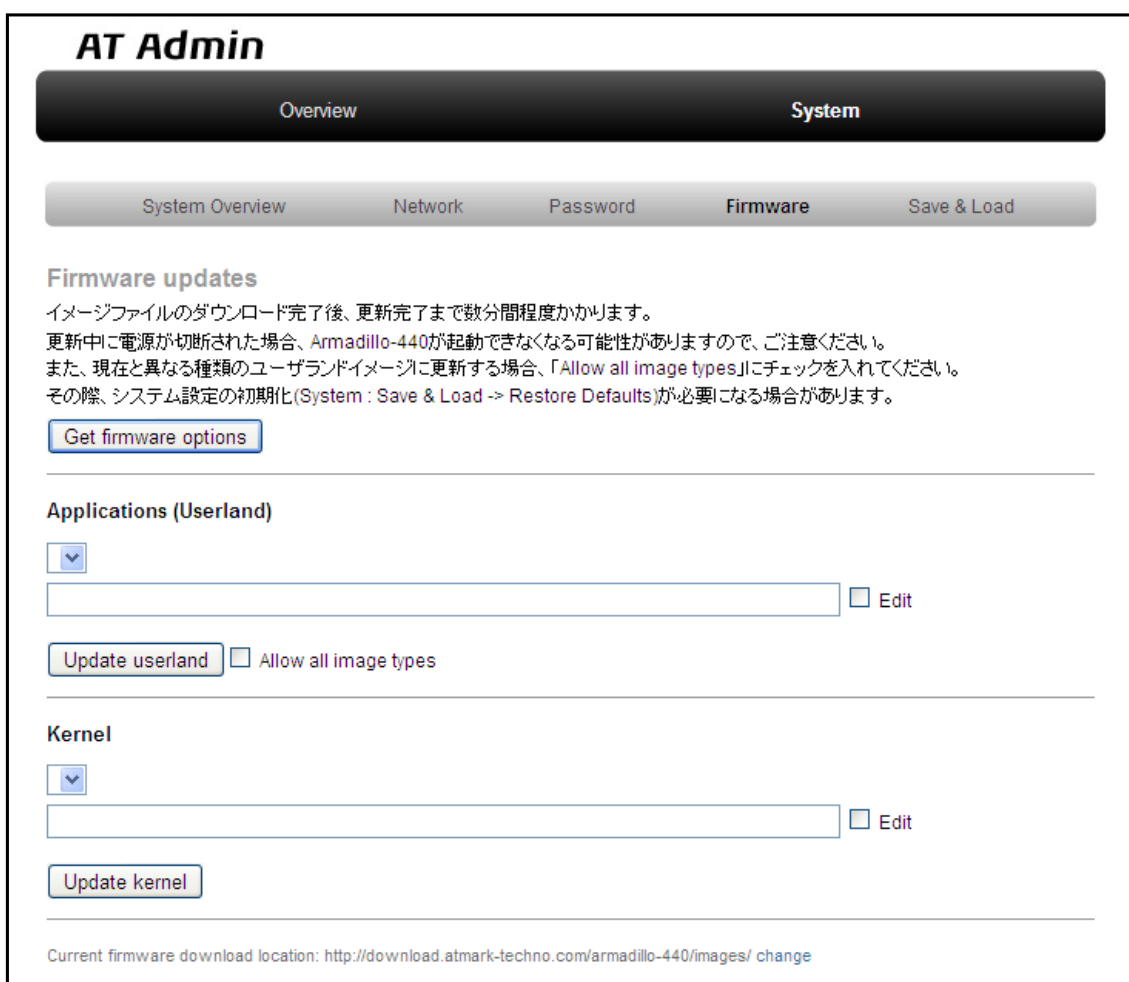 AT Admin
Overview System
System Overview Network Password Firmware Save & Load
Firmware updates
イメージファイルのダウンロード完了後、更新完了まで数分間程度かかります。
更新中に電源が切断された場合、Armadillo-440が起動できなくなる可能性がありますので、ご注意ください。
また、現在と異なる種類のユーザランドイメージに更新する場合、「Allow all image types」にチェックを入れてください。
その際、システム設定の初期化(System : Save & Load -> Restore Defaults)が必要になる場合があります。
Get firmware options
Applications (Userland)
Edit
Update userland Allow all image types
Kernel
Edit
Update kernel
Current firmware download location: http://download.atmark-techno.com/armadillo-440/images/ change